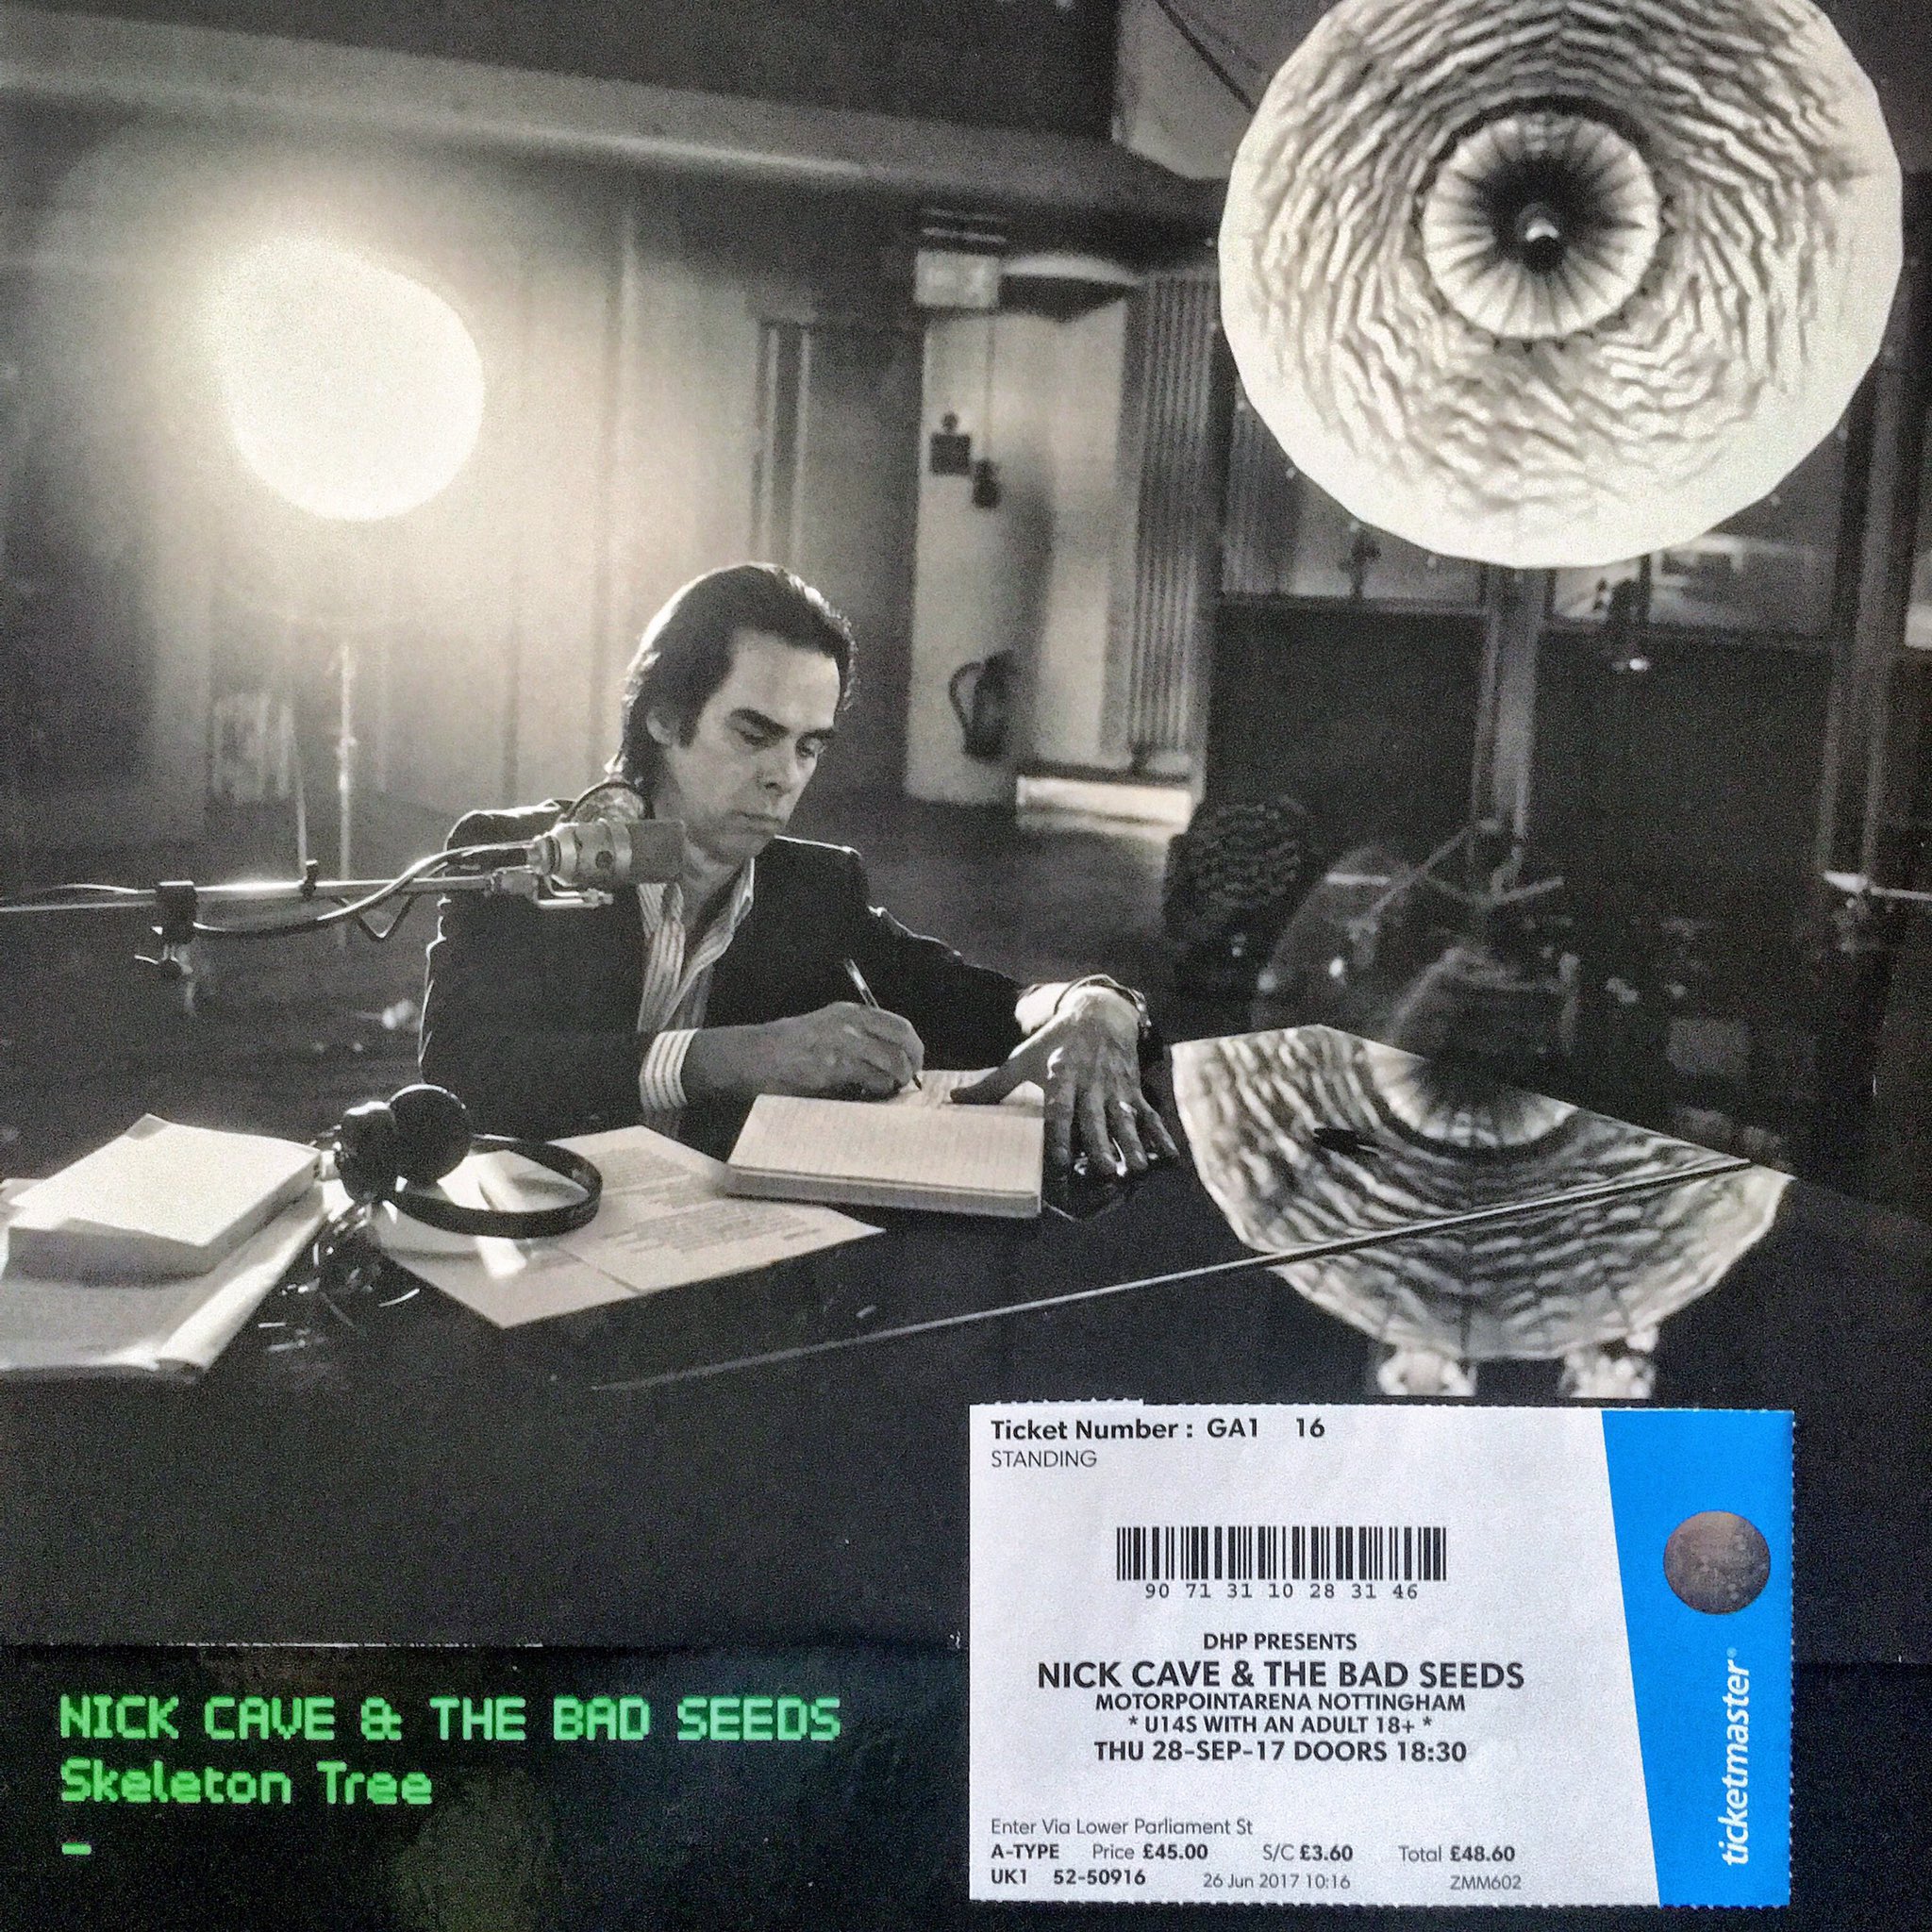 Ticket Number : GA1 16
STANDING
90 71 31 10 28 31 46
DHP PRESENTS
NICK CAVE & THE BAD SEEDS
MOTORPOINTARENA NOTTINGHAM
* U14S WITH AN ADULT 18+ *
THU 28-SEP-17 DOORS 18:30
Enter Via Lower Parliament St
A-TYPE Price £45.00 S/C £3.60 Total £48.60
UK1 52-50916 26 Jun 2017 10:16 ZMM602
ticketmaster®
NICK CAVE & THE BAD SEEDS
Skeleton Tree
_